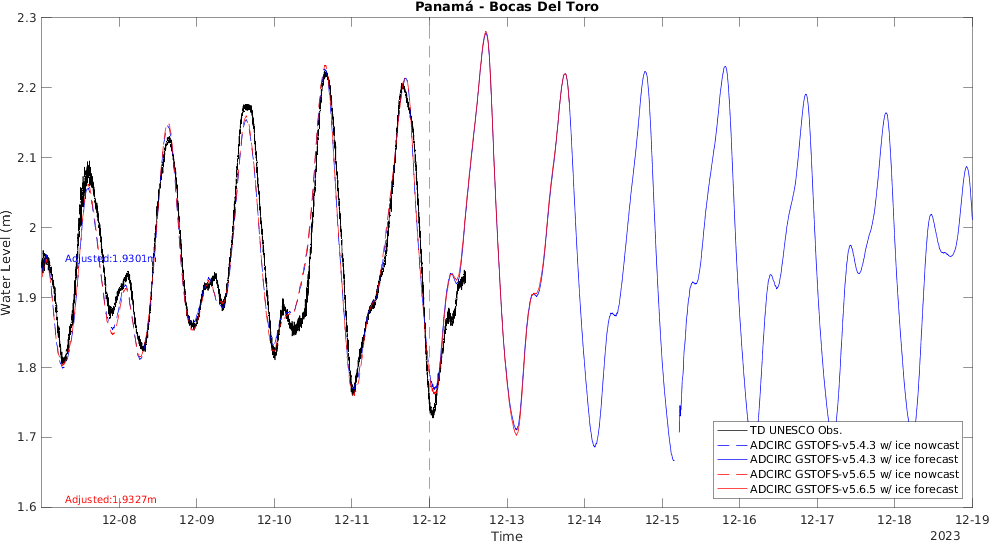 Panamá - Bocas Del Toro
2.3
2.2
2.1
2
1.9
1.8
1.7
1.6
Water Level (m)
Adjusted:1.9301m
Adjusted:1.9327m
TD UNESCO Obs.
ADCIRC GSTOFS-v5.4.3 w/ ice nowcast
ADCIRC GSTOFS-v5.4.3 w/ ice forecast
ADCIRC GSTOFS-v5.6.5 w/ ice nowcast
ADCIRC GSTOFS-v5.6.5 w/ ice forecast
12-08 12-09 12-10 12-11 12-12 12-13 12-14 12-15 12-16 12-17 12-18 12-19
Time
2023